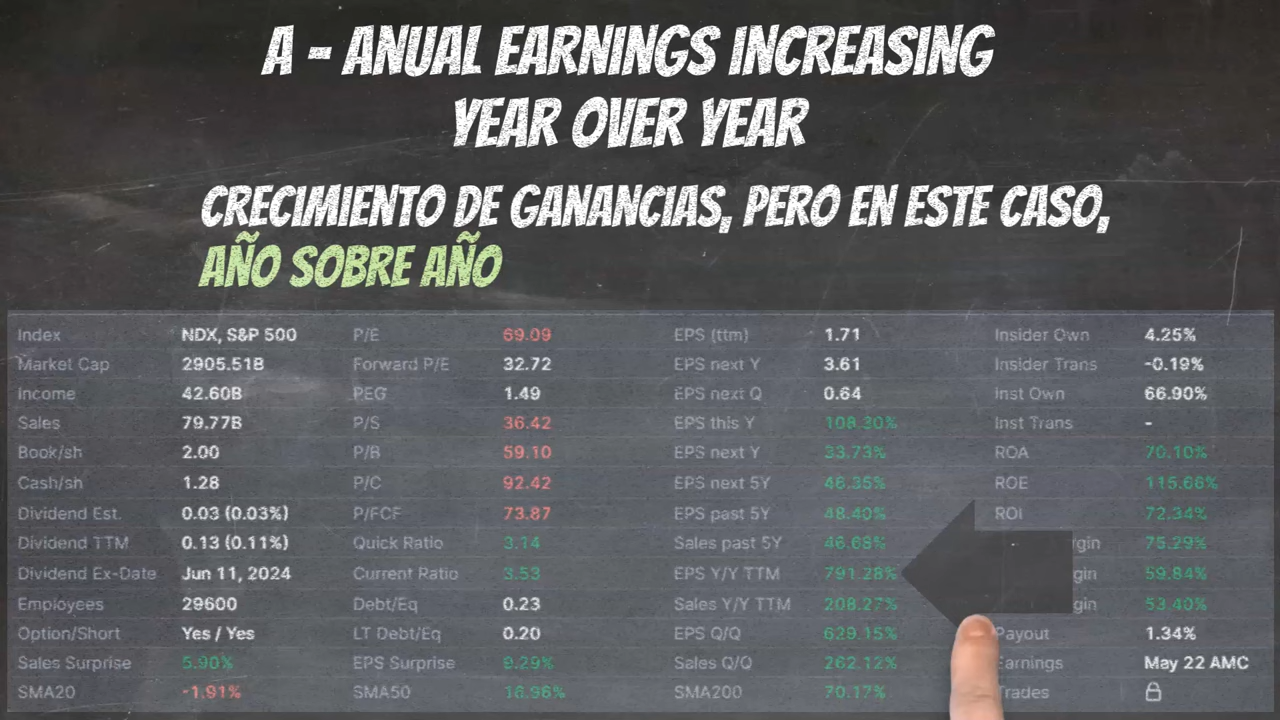 A - ANUAL EARNINGS INCREASING
YEAR OVER YEAR
CRECIMIENTO DE GANANCIAS, PERO EN ESTE CASO,
AÑO SOBRE AÑO
Index NDX, S&P 500 P/E 69.09 EPS (ttm) 1.71 Insider Own 4.25%
Market Cap 2905.51B Forward P/E 32.72 EPS next Y 3.61 Insider Trans -0.19%
Income 42.60B PEG 1.49 EPS next Q 0.64 Inst Own 66.90%
Sales 79.77B P/S 36.42 EPS this Y 108.30% Inst Trans -
Book/sh 2.00 P/B 59.10 EPS next Y 33.73% ROA 70.10%
Cash/sh 1.28 P/C 92.42 EPS next 5Y 46.35% ROE 115.66%
Dividend Est. 0.03 (0.03%) P/FCF 73.87 EPS past 5Y 48.40% ROI 72.34%
Dividend TTM 0.13 (0.11%) Quick Ratio 3.14 Sales past 5Y 46.68% 75.29%
Dividend Ex-Date Jun 11, 2024 Current Ratio 3.53 EPS Y/Y TTM 791.28% 59.84%
Employees 29600 Debt/Eq 0.23 Sales Y/Y TTM 208.27% 53.40%
Option/Short Yes / Yes LT Debt/Eq 0.20 EPS Q/Q 629.15% Payout 1.34%
Sales Surprise 5.90% EPS Surprise 9.29% Sales Q/Q 262.12% Earnings May 22 AMC
SMA20 -1.91% SMA50 16.96% SMA200 70.17% Trades